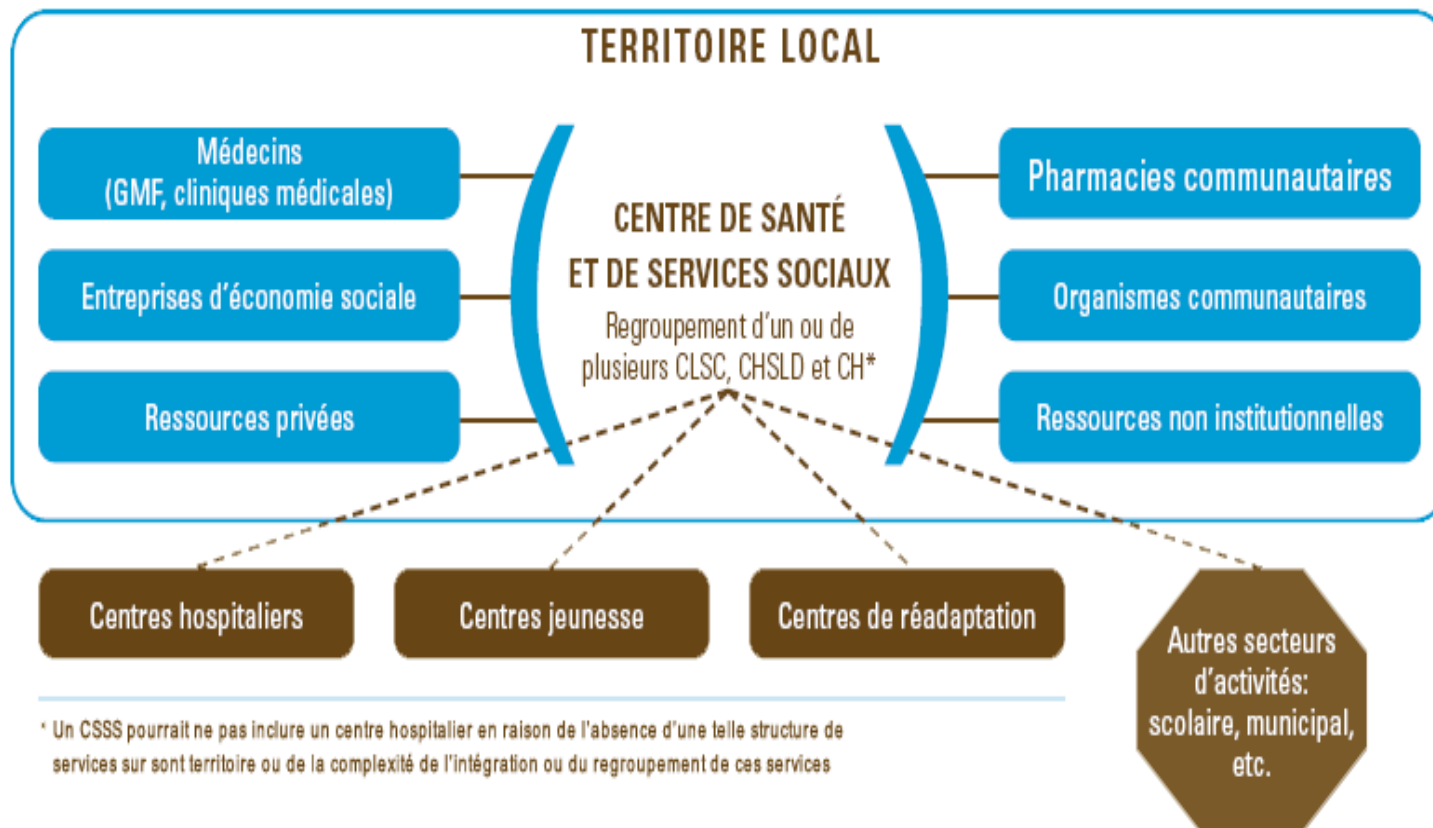 TERRITOIRE LOCAL
Médecins
(GMF, cliniques médicales)
Entreprises d'économie sociale
Ressources privées
CENTRE DE SANTÉ
ET DE SERVICES SOCIAUX
Regroupement d'un ou de
plusieurs CLSC, CHSLD et CH*
Pharmacies communautaires
Organismes communautaires
Ressources non institutionnelles
Centres hospitaliers
Centres jeunesse
Centres de réadaptation
Autres secteurs
d'activités:
scolaire, municipal,
etc.
* Un CSSS pourrait ne pas inclure un centre hospitalier en raison de l'absence d'une telle structure de
services sur sont territoire ou de la complexité de l'intégration ou du regroupement de ces services